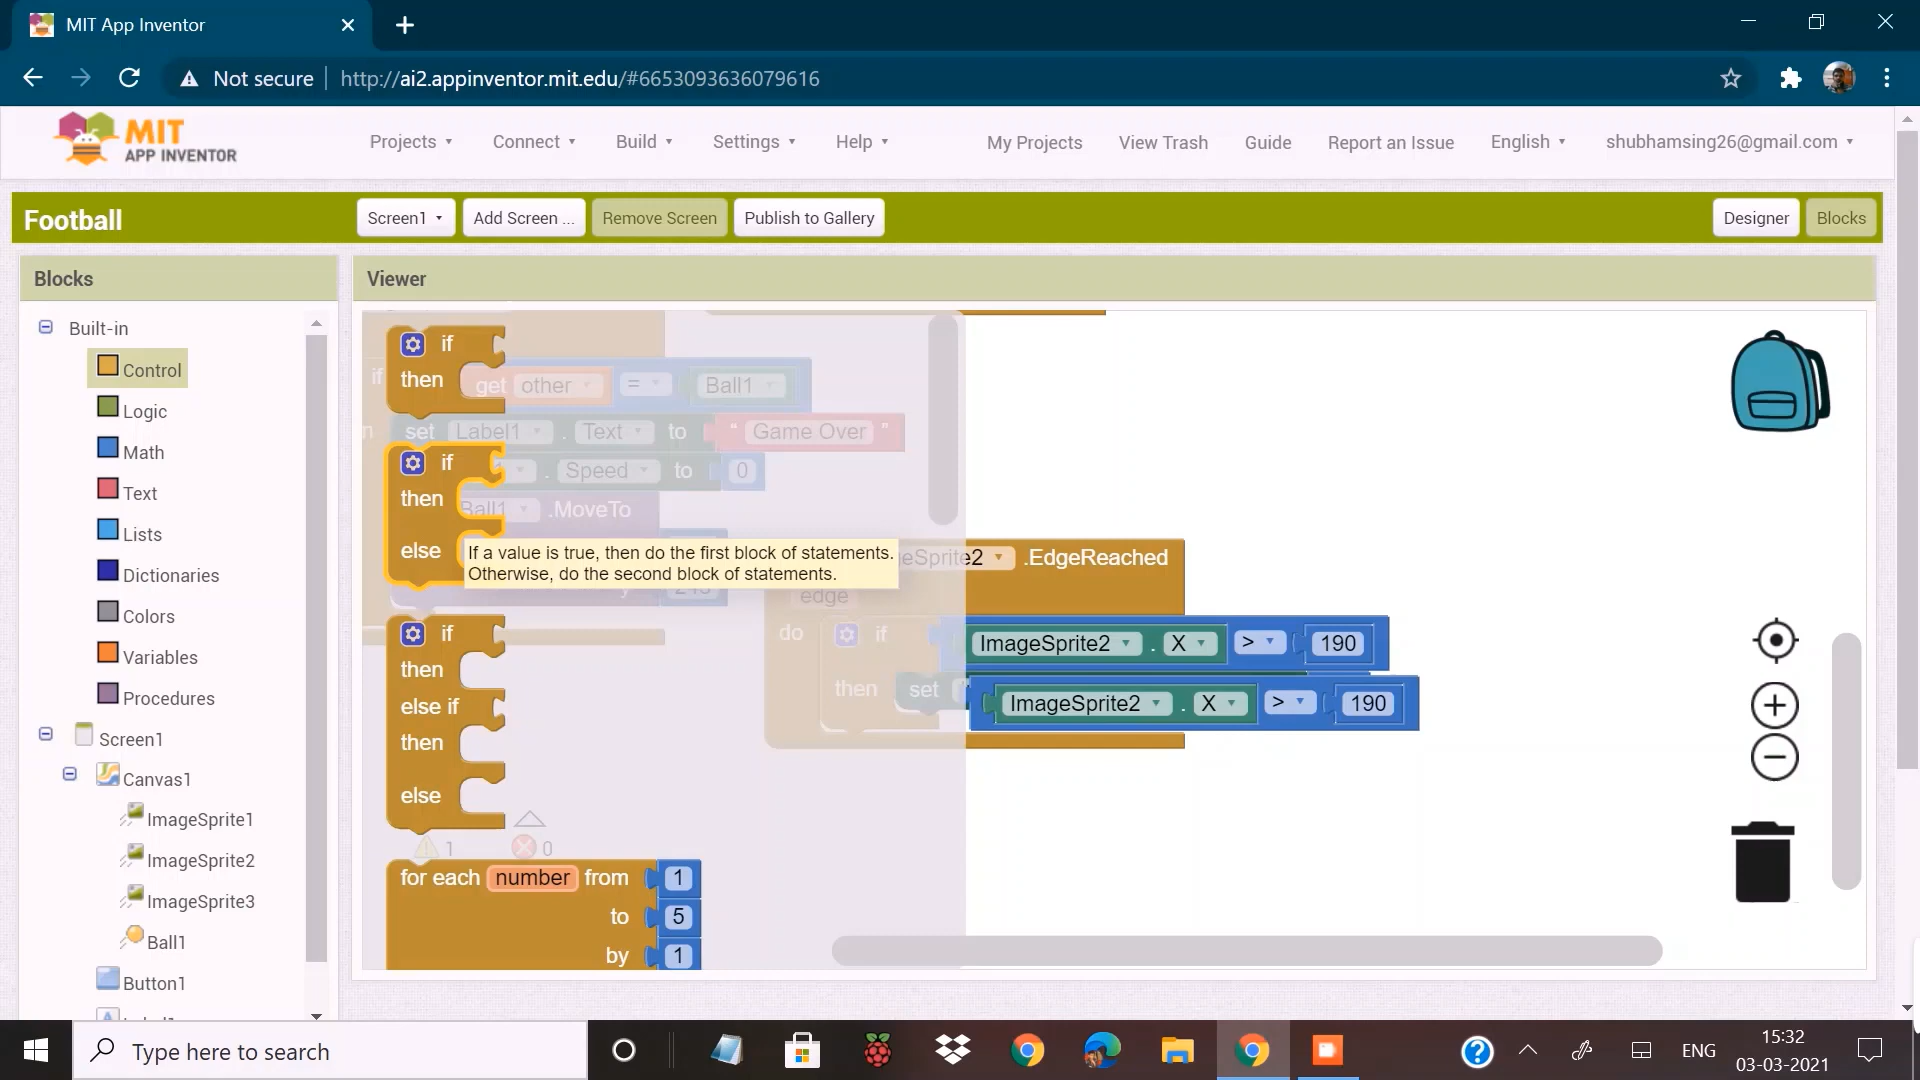 MIT App Inventor
Not secure http://ai2.appinventor.mit.edu/#6653093636079616
MIT
APP INVENTOR
Projects Connect Build Settings Help My Projects View Trash Guide Report an Issue English shubhamsing26@gmail.com
Football Screen1 Add Screen ... Remove Screen Publish to Gallery Designer Blocks
Blocks
Viewer
Built-in
Control
Logic
Math
Text
Lists
Dictionaries
Colors
Variables
Procedures
Screen1
Canvas1
ImageSprite1
ImageSprite2
ImageSprite3
Ball1
Button1
if
then
if
then
else
if
then
else if
then
else
for each number from 1
to 5
by 1
if get other = Ball1
set Label1 . Text to " Game Over "
. Speed to 0
Ball1 .MoveTo
y
If a value is true, then do the first block of statements.
Otherwise, do the second block of statements.
geSprite2 .EdgeReached
edge
do if ImageSprite2 . X > 190
then set
ImageSprite2 . X > 190
1 0
Type here to search
ENG
15:32
03-03-2021